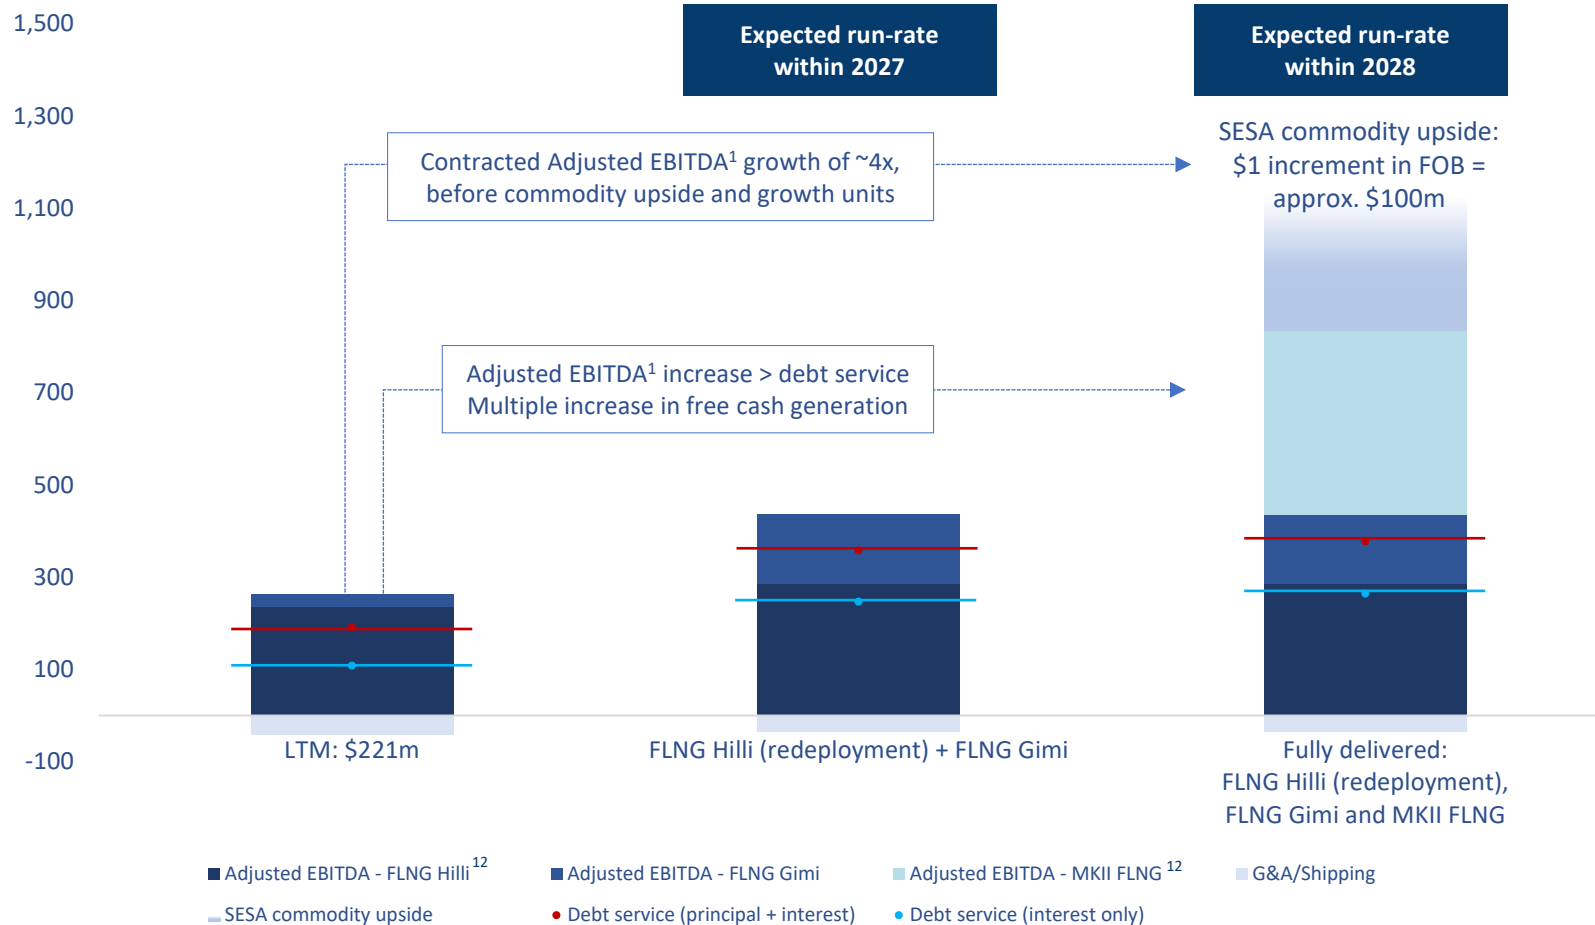 1,500
1,300
1,100
900
700
500
300
100
-100
Expected run-rate
within 2027
Expected run-rate
within 2028
SESA commodity upside:
$1 increment in FOB =
approx. $100m
Contracted Adjusted EBITDA¹ growth of ~4x,
before commodity upside and growth units
Adjusted EBITDA¹ increase > debt service
Multiple increase in free cash generation
LTM: $221m
FLNG Hilli (redeployment) + FLNG Gimi
Fully delivered:
FLNG Hilli (redeployment),
FLNG Gimi and MKII FLNG
Adjusted EBITDA - FLNG Hilli 12
Adjusted EBITDA - FLNG Gimi
Adjusted EBITDA - MKII FLNG 12
G&A/Shipping
SESA commodity upside
Debt service (principal + interest)
Debt service (interest only)